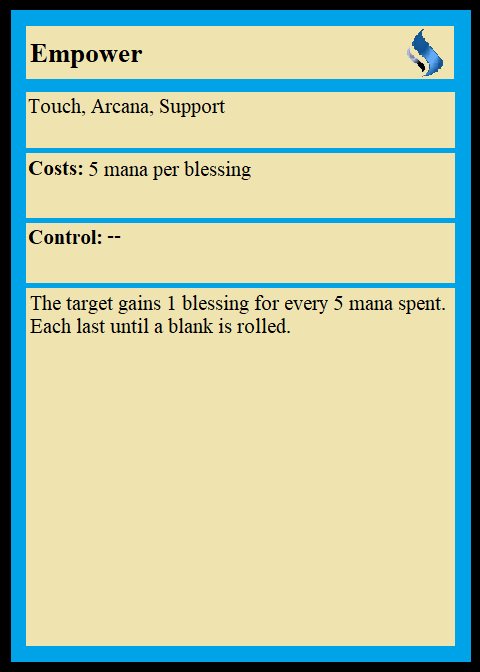 Empower
Touch, Arcana, Support
Costs: 5 mana per blessing
Control: --
The target gains 1 blessing for every 5 mana spent.
Each last until a blank is rolled.